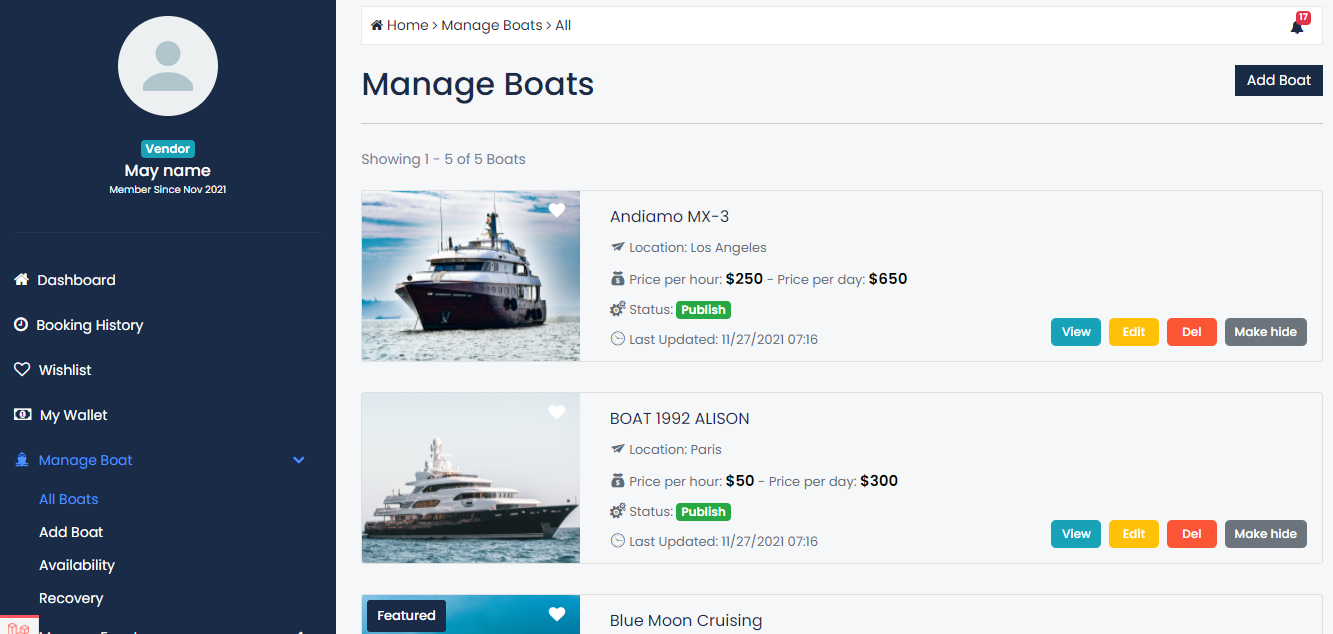 Vendor
May name
Member Since Nov 2021
Dashboard
Booking History
Wishlist
My Wallet
Manage Boat
All Boats
Add Boat
Availability
Recovery
Home > Manage Boats > All
17
Manage Boats
Add Boat
Showing 1 - 5 of 5 Boats
Andiamo MX-3
Location: Los Angeles
Price per hour: $250 - Price per day: $650
Status: Publish
Last Updated: 11/27/2021 07:16
View Edit Del Make hide
BOAT 1992 ALISON
Location: Paris
Price per hour: $50 - Price per day: $300
Status: Publish
Last Updated: 11/27/2021 07:16
View Edit Del Make hide
Featured
Blue Moon Cruising